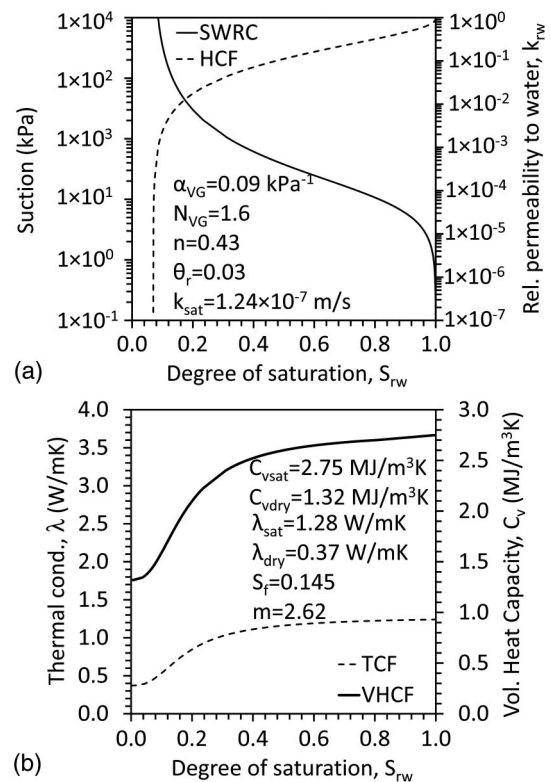 1×10⁴
1×10²
1×10³
1×10¹
1×10⁰
1×10⁻¹
Suction (kPa)
SWRC
HCF
α_VG=0.09 kPa⁻¹
N_VG=1.6
n=0.43
θ_r=0.03
k_sat=1.24×10⁻⁷ m/s
1×10⁰
1×10⁻¹
1×10⁻²
1×10⁻³
1×10⁻⁴
1×10⁻⁵
1×10⁻⁶
1×10⁻⁷
Rel. permeability to water, k_rw
0.0 0.2 0.4 0.6 0.8 1.0
Degree of saturation, S_rw
(a)
4.0
3.5
3.0
2.5
2.0
1.5
1.0
0.5
0.0
Thermal cond., λ (W/mK)
C_vsat=2.75 MJ/m³K
C_vdry=1.32 MJ/m³K
λ_sat=1.28 W/mK
λ_dry=0.37 W/mK
S_f=0.145
m=2.62
TCF
VHCF
3.0
2.5
2.0
1.5
1.0
0.5
0.0
Vol. Heat Capacity, C_v (MJ/m³K)
0.0 0.2 0.4 0.6 0.8 1.0
Degree of saturation, S_rw
(b)